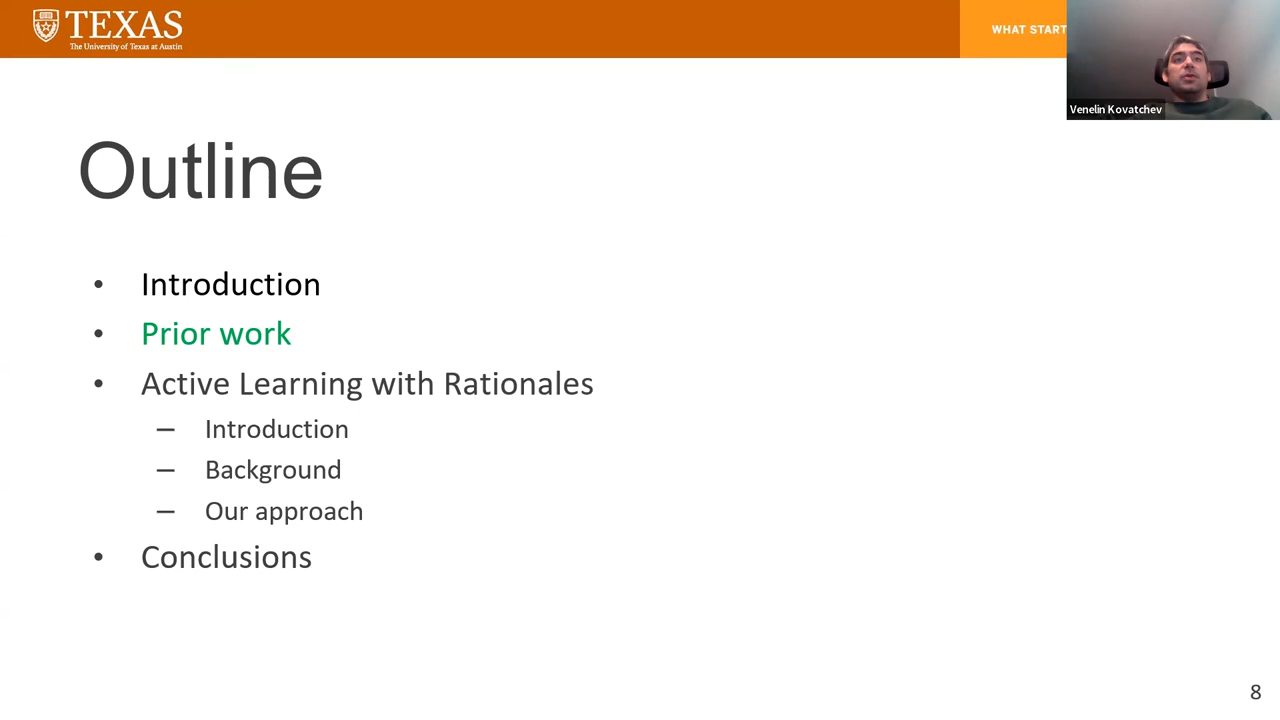 TEXAS
The University of Texas at Austin
WHAT START
Venelin Kovatchev
Outline
• Introduction
• Prior work
• Active Learning with Rationales
– Introduction
– Background
– Our approach
• Conclusions
8